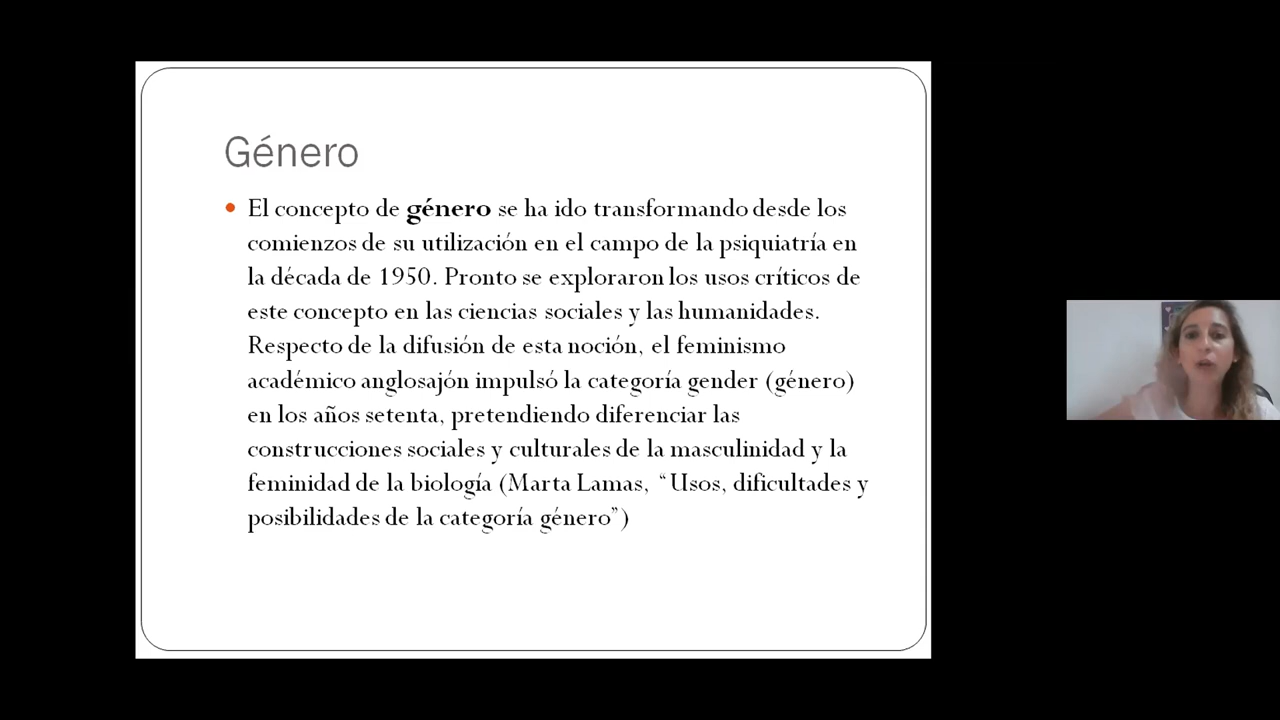 Género
El concepto de género se ha ido transformando desde los
comienzos de su utilización en el campo de la psiquiatría en
la década de 1950. Pronto se exploraron los usos críticos de
este concepto en las ciencias sociales y las humanidades.
Respecto de la difusión de esta noción, el feminismo
académico anglosajón impulsó la categoría gender (género)
en los años setenta, pretendiendo diferenciar las
construcciones sociales y culturales de la masculinidad y la
feminidad de la biología (Marta Lamas, “Usos, dificultades y
posibilidades de la categoría género”)